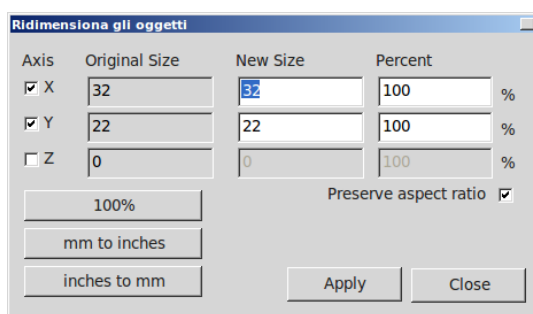 Ridimensiona gli oggetti
Axis Original Size New Size Percent
X 32 32 100 %
Y 22 22 100 %
Z 0 0 100 %
100% Preserve aspect ratio
mm to inches
inches to mm Apply Close